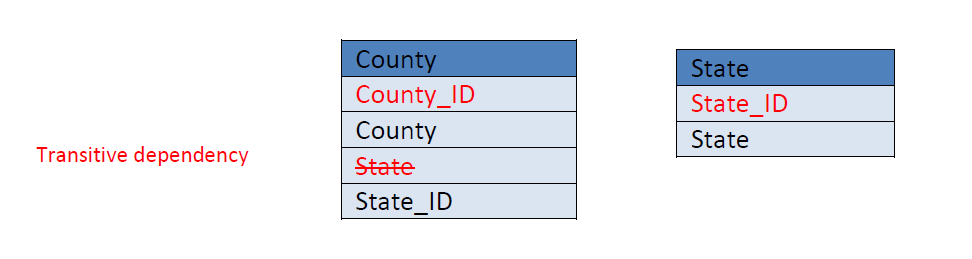 Transitive dependency
County
County_ID
County
State
State_ID
State
State_ID
State